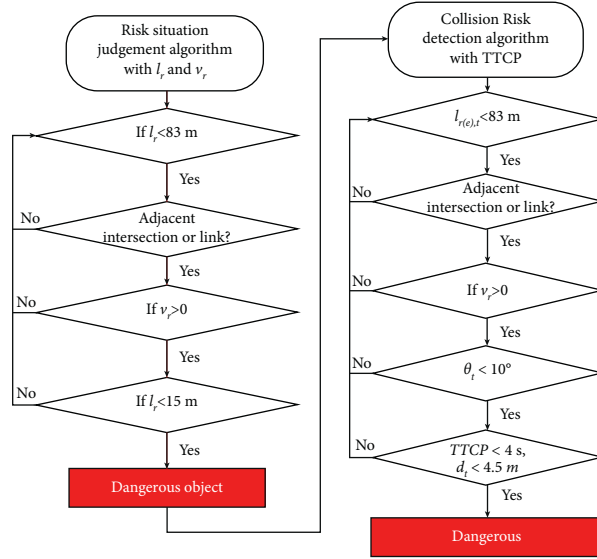 Risk situation
judgement algorithm
with l_r and v_r
If l_r<83 m
Yes
No
Adjacent
intersection or link?
Yes
No
If v_r>0
Yes
No
If l_r<15 m
Yes
Dangerous object
Collision Risk
detection algorithm
with TTCP
l_{r(e),t}<83 m
Yes
No
Adjacent
intersection or link?
Yes
No
If v_r>0
Yes
θ_t < 10°
Yes
No
TTCP < 4 s,
d_t < 4.5 m
Yes
Dangerous